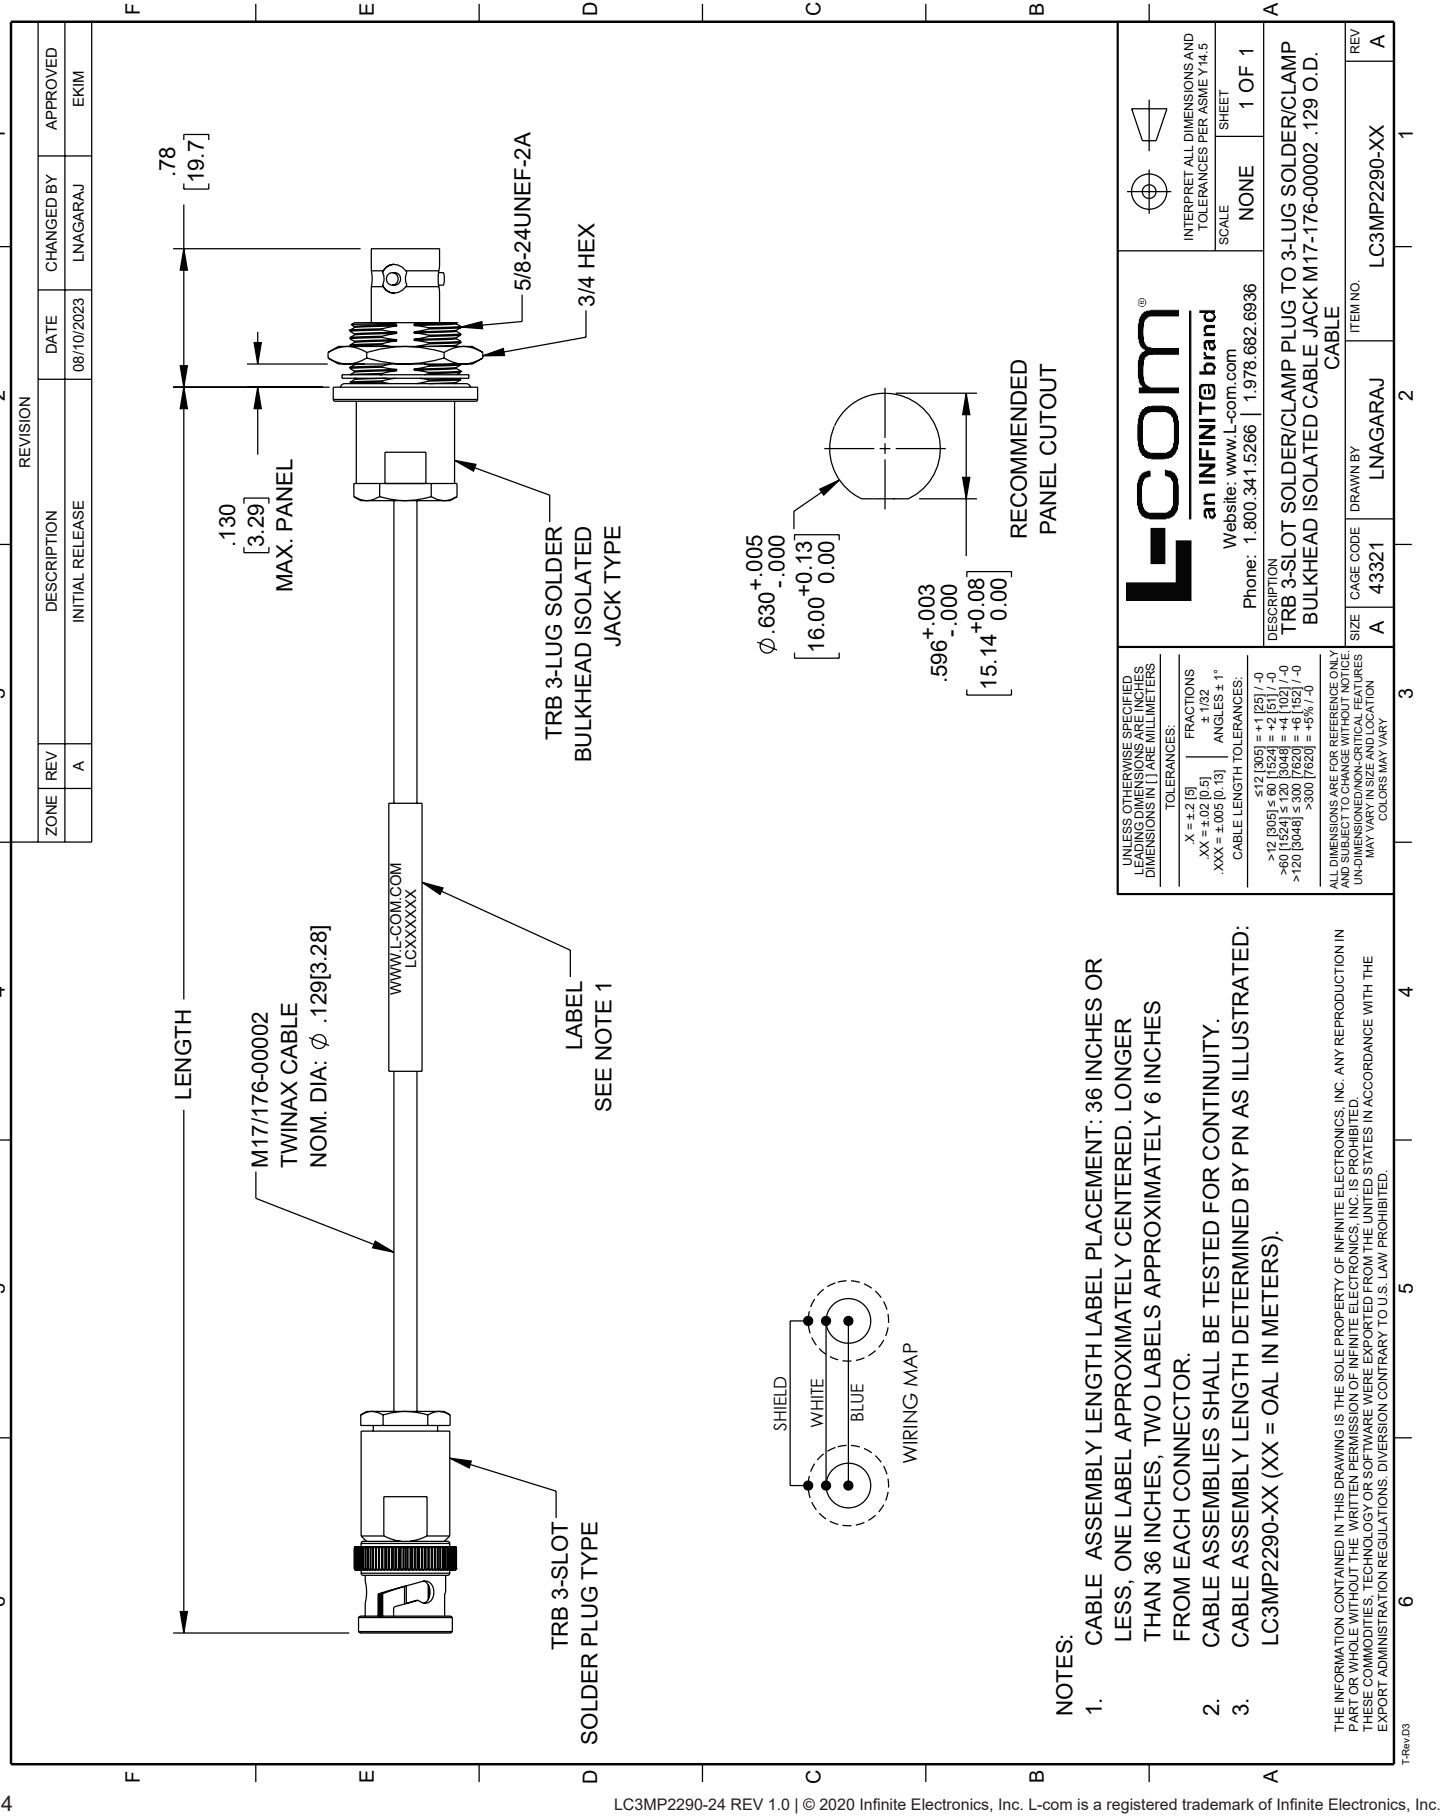 F
E
D
C
B
A
REVISION
ZONE REV DESCRIPTION DATE CHANGED BY APPROVED
A INITIAL RELEASE 08/10/2023 LNAGARAJ EKIM
LENGTH
.78
[19.7]
.130
[3.29]
MAX. PANEL
M17/176-00002
TWINAX CABLE
NOM. DIA: ∅ .129[3.28]
WWW.L-COM.COM
LCXXXXXX
5/8-24UNEF-2A
3/4 HEX
TRB 3-SLOT
SOLDER PLUG TYPE
LABEL
SEE NOTE 1
TRB 3-LUG SOLDER
BULKHEAD ISOLATED
JACK TYPE
SHIELD
WHITE
BLUE
WIRING MAP
∅.630 +.005 -.000
[16.00 +0.13 0.00]
.596 +.003 -.000
[15.14 +0.08 0.00]
RECOMMENDED
PANEL CUTOUT
NOTES:
1. CABLE ASSEMBLY LENGTH LABEL PLACEMENT: 36 INCHES OR
LESS, ONE LABEL APPROXIMATELY CENTERED. LONGER
THAN 36 INCHES, TWO LABELS APPROXIMATELY 6 INCHES
FROM EACH CONNECTOR.
2. CABLE ASSEMBLIES SHALL BE TESTED FOR CONTINUITY.
3. CABLE ASSEMBLY LENGTH DETERMINED BY PN AS ILLUSTRATED:
LC3MP2290-XX (XX = OAL IN METERS).
THE INFORMATION CONTAINED IN THIS DRAWING IS THE SOLE PROPERTY OF INFINITE ELECTRONICS, INC. ANY REPRODUCTION IN
PART OR WHOLE WITHOUT THE WRITTEN PERMISSION OF INFINITE ELECTRONICS, INC. IS PROHIBITED.
THESE COMMODITIES, TECHNOLOGY OR SOFTWARE WERE EXPORTED FROM THE UNITED STATES IN ACCORDANCE WITH THE
EXPORT ADMINISTRATION REGULATIONS. DIVERSION CONTRARY TO U.S. LAW PROHIBITED.
UNLESS OTHERWISE SPECIFIED
LEADING DIMENSIONS ARE INCHES
DIMENSIONS IN [ ] ARE MILLIMETERS
TOLERANCES:
.X = ±.2 [5]
.XX = ±.02 [0.5]
.XXX = ±.005 [0.13]
FRACTIONS
± 1/32
ANGLES ± 1°
CABLE LENGTH TOLERANCES:
≤12 [305] = +1 [25] / -0
>12 [305] ≤ 60 [1524] = +2 [51] / -0
>60 [1524] ≤ 120 [3048] = +4 [102] / -0
>120 [3048] ≤ 300 [7620] = +6 [152] / -0
>300 [7620] = +5% / -0
ALL DIMENSIONS ARE FOR REFERENCE ONLY
AND SUBJECT TO CHANGE WITHOUT NOTICE.
UN-DIMENSIONED/NON-CRITICAL FEATURES
MAY VARY IN SIZE AND LOCATION
COLORS MAY VARY
L-com®
an INFINITE brand
Website: www.L-com.com
Phone: 1.800.341.5266 | 1.978.682.6936
INTERPRET ALL DIMENSIONS AND
TOLERANCES PER ASME Y14.5
SCALE NONE
SHEET 1 OF 1
DESCRIPTION
TRB 3-SLOT SOLDER/CLAMP PLUG TO 3-LUG SOLDER/CLAMP
BULKHEAD ISOLATED CABLE JACK M17-176-00002 .129 O.D.
CABLE
SIZE A
CAGE CODE 43321
DRAWN BY LNAGARAJ
ITEM NO. LC3MP2290-XX
REV A
T-Rev.D3
6
5
4
3
2
1
F
E
D
C
B
A
4
LC3MP2290-24 REV 1.0 | © 2020 Infinite Electronics, Inc. L-com is a registered trademark of Infinite Electronics, Inc.